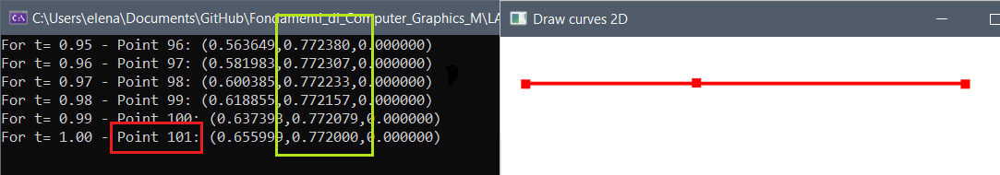 C:\Users\elena\Documents\GitHub\Fondamenti_di_Computer_Graphics_M\LA
For t= 0.95 - Point 96: (0.563649,0.772380,0.000000)
For t= 0.96 - Point 97: (0.581983,0.772307,0.000000)
For t= 0.97 - Point 98: (0.600385,0.772233,0.000000)
For t= 0.98 - Point 99: (0.618855,0.772157,0.000000)
For t= 0.99 - Point 100: (0.637393,0.772079,0.000000)
For t= 1.00 - Point 101: (0.655999,0.772000,0.000000)
Draw curves 2D